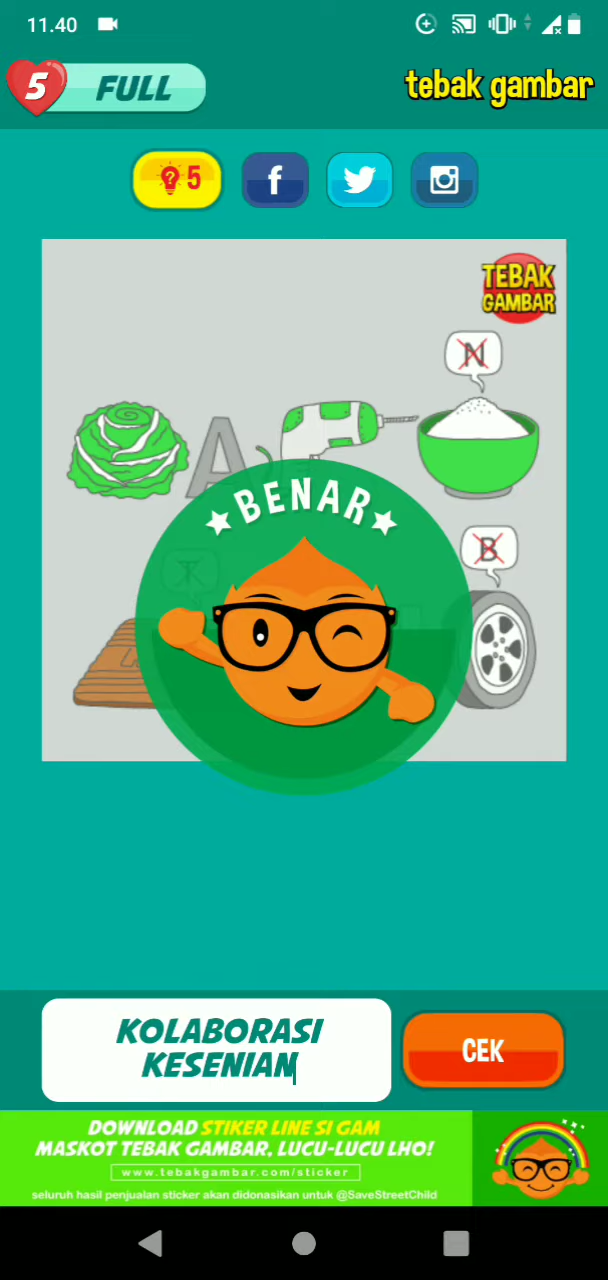 11.40
5
FULL
tebak gambar
5
f
TEBAK
GAMBAR
N
A
BENAR
T
B
KOLABORASI
KESENIAN
CEK
DOWNLOAD STIKER LINE SI GAM
MASKOT TEBAK GAMBAR, LUCU-LUCU LHO!
www.tebakgambar.com/sticker
seluruh hasil penjualan sticker akan didonasikan untuk @SaveStreetChild